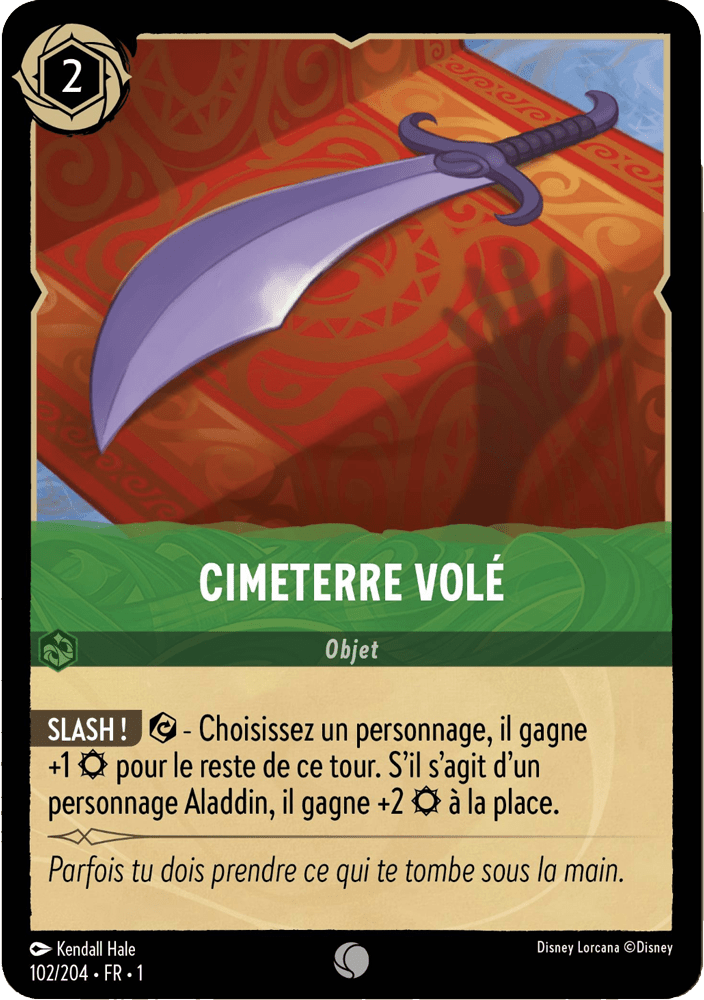 2
CIMETERRE VOLÉ
Objet
SLASH ! - Choisissez un personnage, il gagne
+1 pour le reste de ce tour. S'il s'agit d'un
personnage Aladdin, il gagne +2 à la place.
Parfois tu dois prendre ce qui te tombe sous la main.
Kendall Hale
Disney Lorcana ©Disney
102/204 • FR • 1